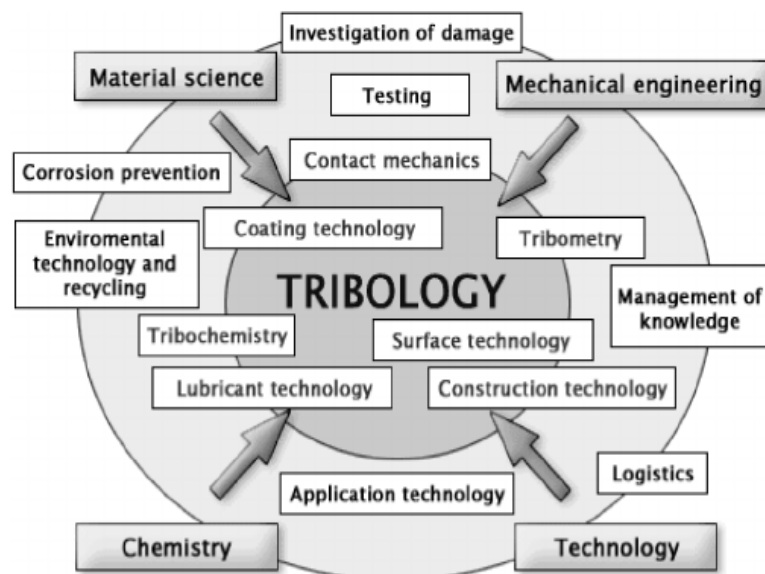 Investigation of damage
Material science
Mechanical engineering
Testing
Contact mechanics
Corrosion prevention
Coating technology
Tribometry
Enviromental
technology and
recycling
TRIBOLOGY
Management of
knowledge
Tribochemistry
Surface technology
Lubricant technology
Construction technology
Logistics
Application technology
Chemistry
Technology